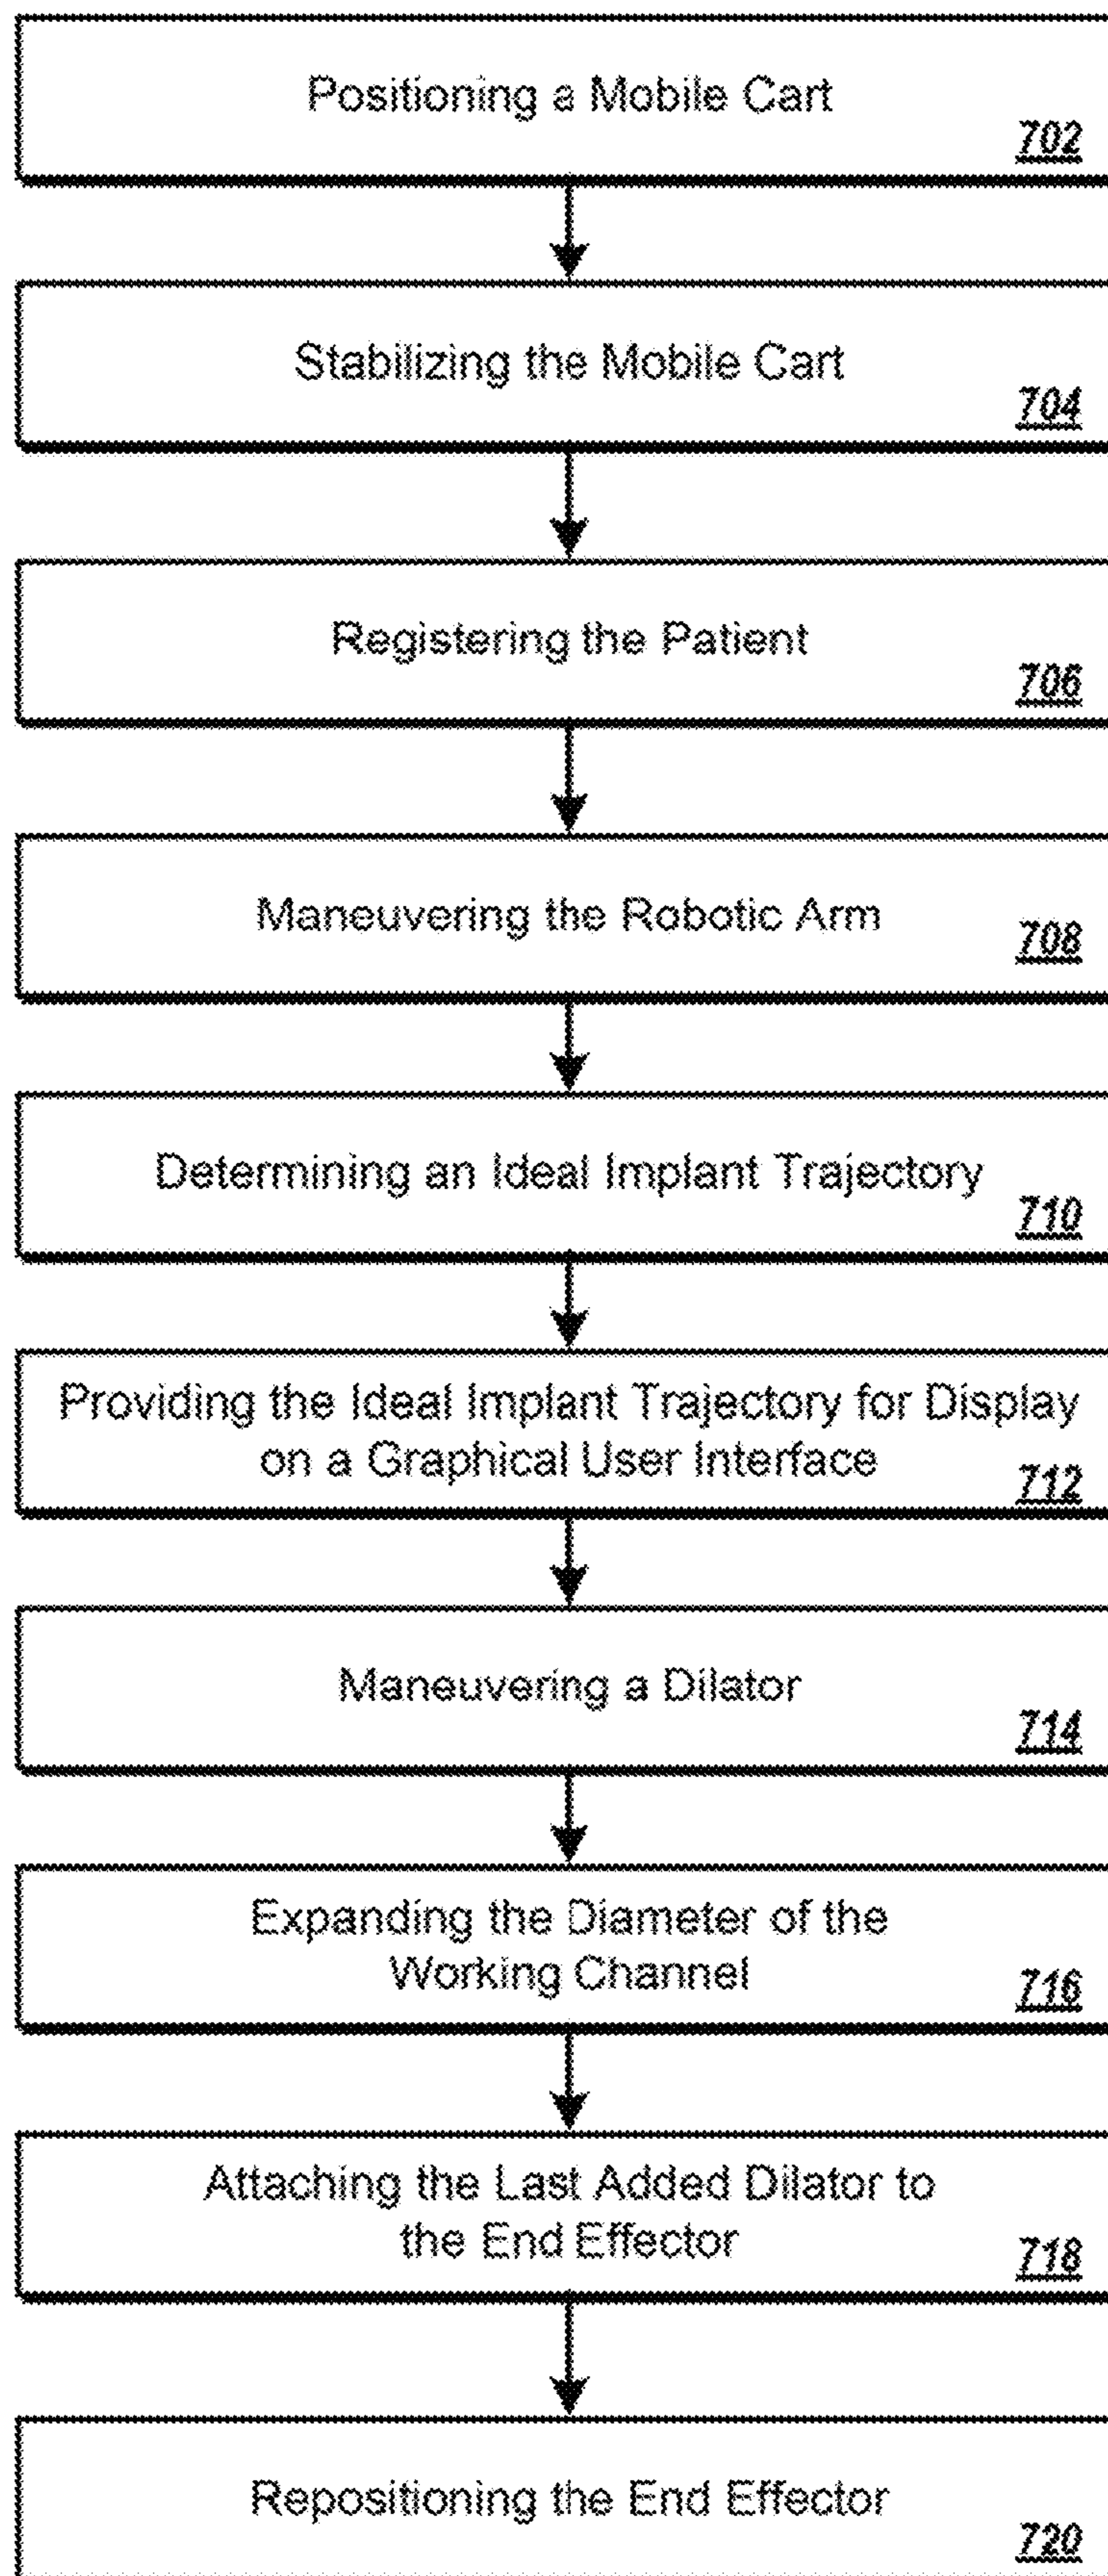 Positioning a Mobile Cart
702
Stabilizing the Mobile Cart
704
Registering the Patient
706
Maneuvering the Robotic Arm
708
Determining an Ideal Implant Trajectory
710
Providing the Ideal Implant Trajectory for Display
on a Graphical User Interface
712
Maneuvering a Dilator
714
Expanding the Diameter of the
Working Channel
716
Attaching the Last Added Dilator to
the End Effector
718
Repositioning the End Effector
720